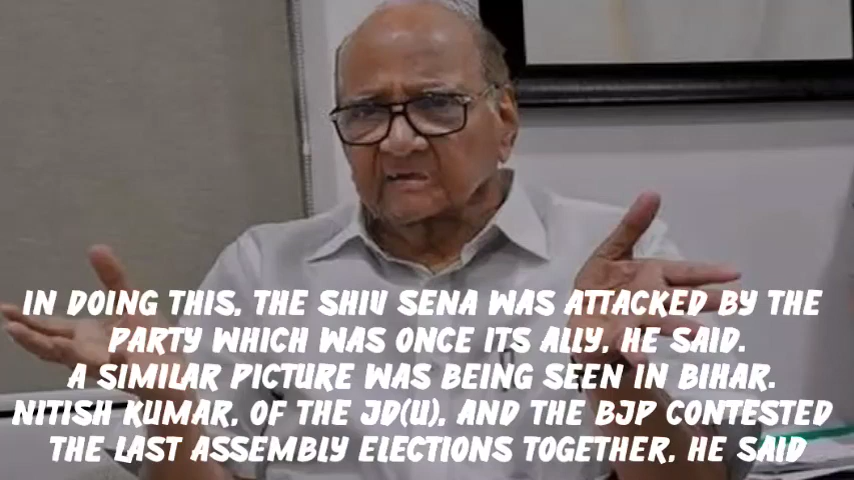 IN DOING THIS, THE SHIV SENA WAS ATTACKED BY THE
PARTY WHICH WAS ONCE ITS ALLY, HE SAID.
A SIMILAR PICTURE WAS BEING SEEN IN BIHAR.
NITISH KUMAR, OF THE JD(U), AND THE BJP CONTESTED
THE LAST ASSEMBLY ELECTIONS TOGETHER, HE SAID